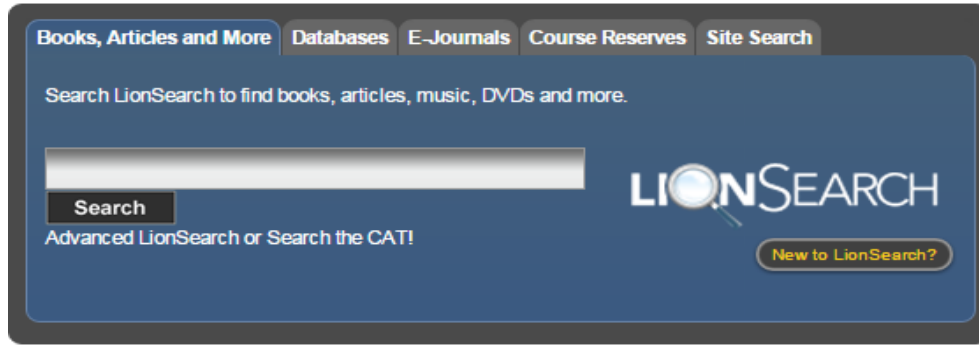 Books, Articles and More Databases E-Journals Course Reserves Site Search
Search LionSearch to find books, articles, music, DVDs and more.
LIONSEARCH
Search
Advanced LionSearch or Search the CAT!
New to LionSearch?